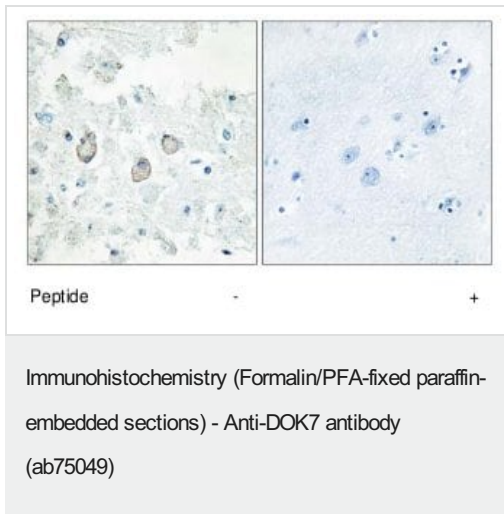 Peptide - +
Immunohistochemistry (Formalin/PFA-fixed paraffin-
embedded sections) - Anti-DOK7 antibody
(ab75049)